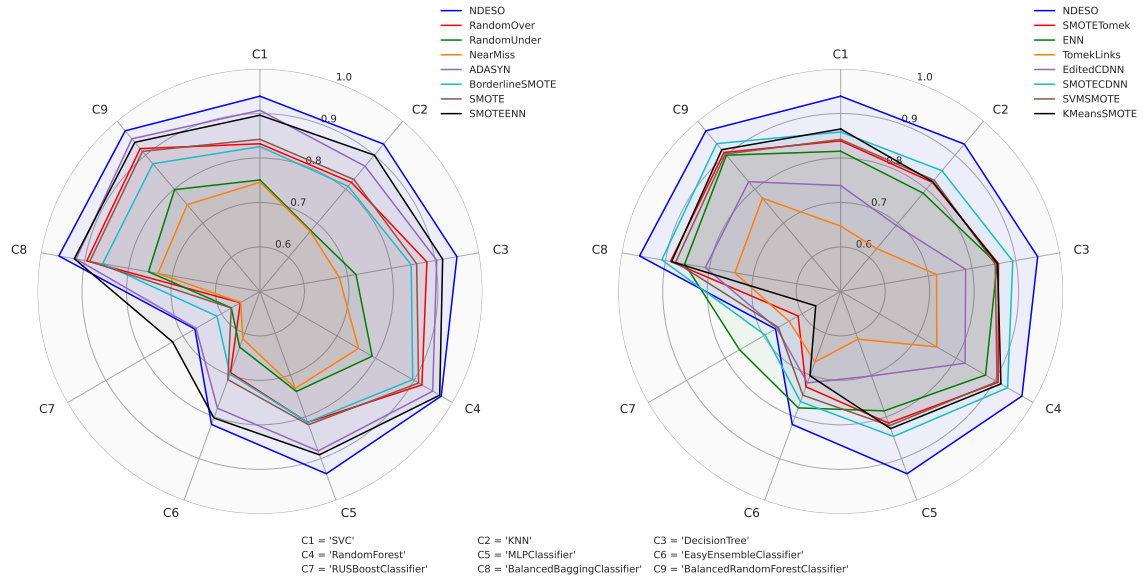 NDESO
RandomOver
RandomUnder
NearMiss
ADASYN
BorderlineSMOTE
SMOTE
SMOTEENN
C1
C2
C3
C4
C5
C6
C7
C8
C9
1.0
0.9
0.8
0.7
0.6
NDESO
SMOTETomek
ENN
TomekLinks
EditedCDNN
SMOTECDNN
SVMSMOTE
KMeansSMOTE
C1
C2
C3
C4
C5
C6
C7
C8
C9
1.0
0.9
0.8
0.7
0.6
C1 = 'SVC' C2 = 'KNN' C3 = 'DecisionTree'
C4 = 'RandomForest' C5 = 'MLPClassifier' C6 = 'EasyEnsembleClassifier'
C7 = 'RUSBoostClassifier' C8 = 'BalancedBaggingClassifier' C9 = 'BalancedRandomForestClassifier'